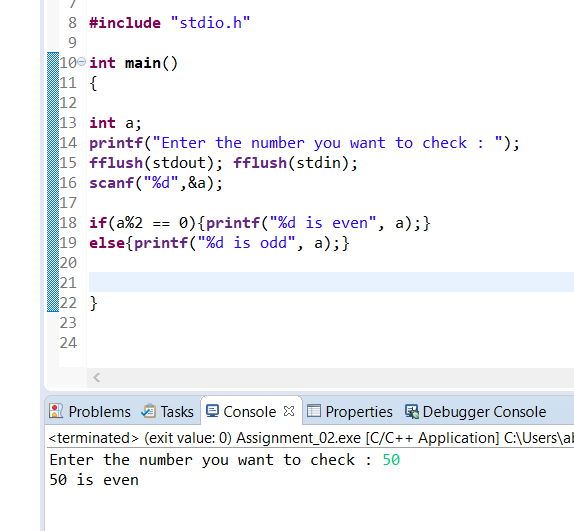 7
8 #include "stdio.h"
9
10 int main()
11 {
12
13 int a;
14 printf("Enter the number you want to check : ");
15 fflush(stdout); fflush(stdin);
16 scanf("%d",&a);
17
18 if(a%2 == 0){printf("%d is even", a);}
19 else{printf("%d is odd", a);}
20
21
22 }
23
24
Problems Tasks Console Properties Debugger Console
<terminated> (exit value: 0) Assignment_02.exe [C/C++ Application] C:\Users\al
Enter the number you want to check : 50
50 is even